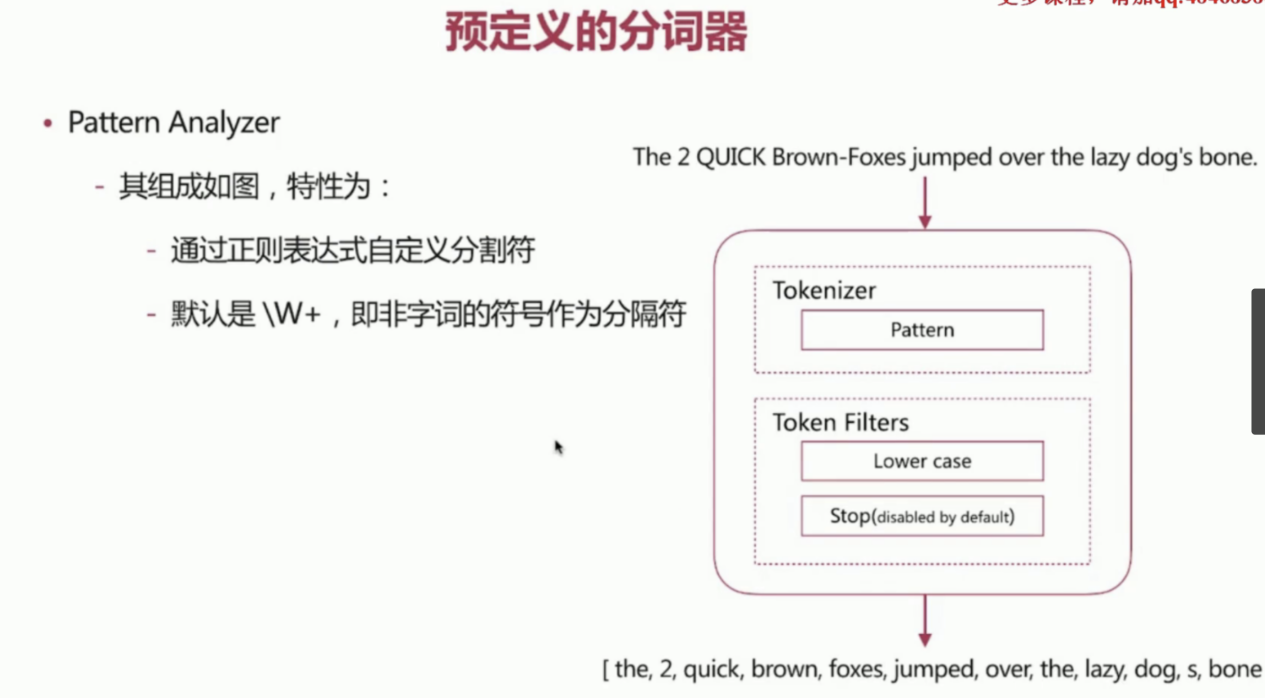 预定义的分词器
• Pattern Analyzer
- 其组成如图，特性为：
- 通过正则表达式自定义分割符
- 默认是 \W+，即非字词的符号作为分隔符
The 2 QUICK Brown-Foxes jumped over the lazy dog's bone.
Tokenizer
Pattern
Token Filters
Lower case
Stop(disabled by default)
[ the, 2, quick, brown, foxes, jumped, over, the, lazy, dog, s, bone